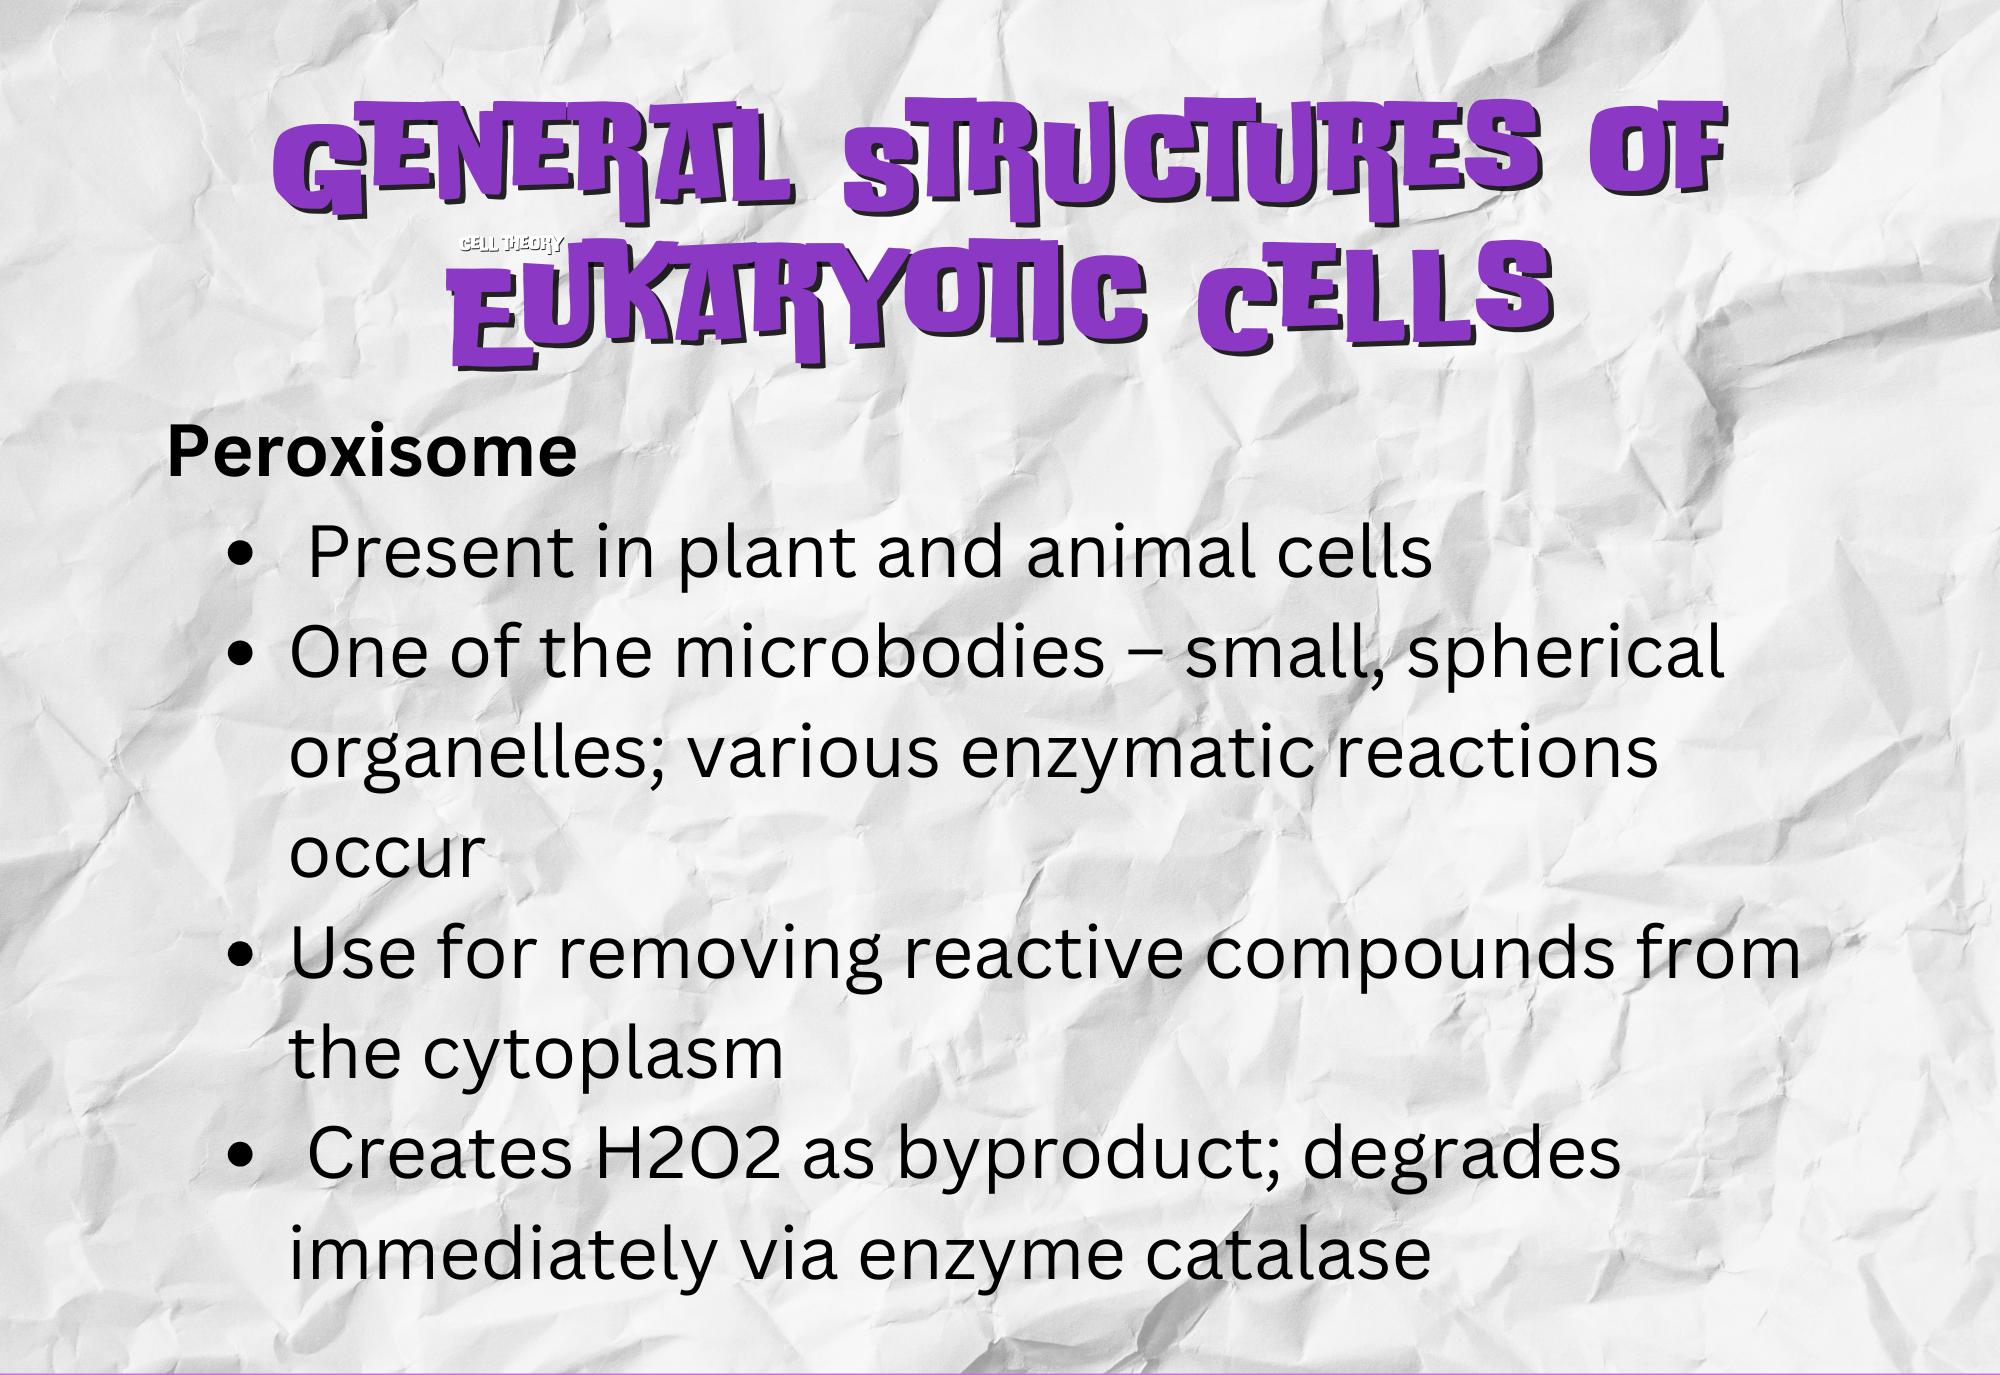 GENERAL STRUCTURES OF
CELL THEORY
EUKARYOTIC CELLS
Peroxisome
• Present in plant and animal cells
• One of the microbodies – small, spherical
organelles; various enzymatic reactions
occur
• Use for removing reactive compounds from
the cytoplasm
• Creates H2O2 as byproduct; degrades
immediately via enzyme catalase